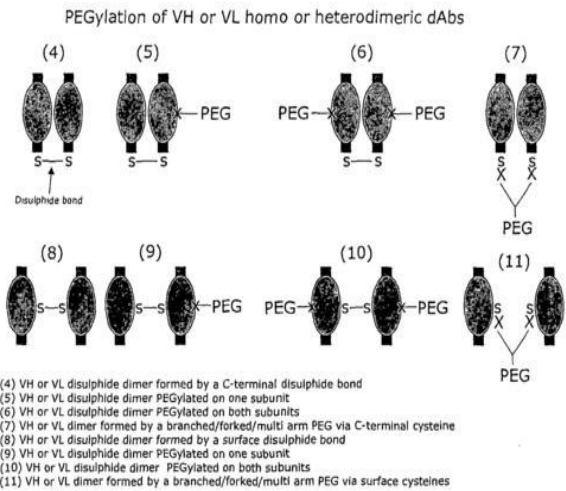 PEGylation of VH or VL homo or heterodimeric dAbs
(4) (5) (6) (7)
PEG PEG PEG
S S S S S S S S
X X
Disulphide bond
PEG
(8) (9) (10) (11)
S-S S-S PEG PEG S-S PEG S S
X X
PEG
(4) VH or VL disulphide dimer formed by a C-terminal disulphide bond
(5) VH or VL disulphide dimer PEGylated on one subunit
(6) VH or VL disulphide dimer PEGylated on both subunits
(7) VH or VL dimer formed by a branched/forked/multi arm PEG via C-terminal cysteine
(8) VH or VL disulphide dimer formed by a surface disulphide bond
(9) VH or VL disulphide dimer PEGylated on one subunit
(10) VH or VL disulphide dimer PEGylated on both subunits
(11) VH or VL dimer formed by a branched/forked/multi arm PEG via surface cysteines